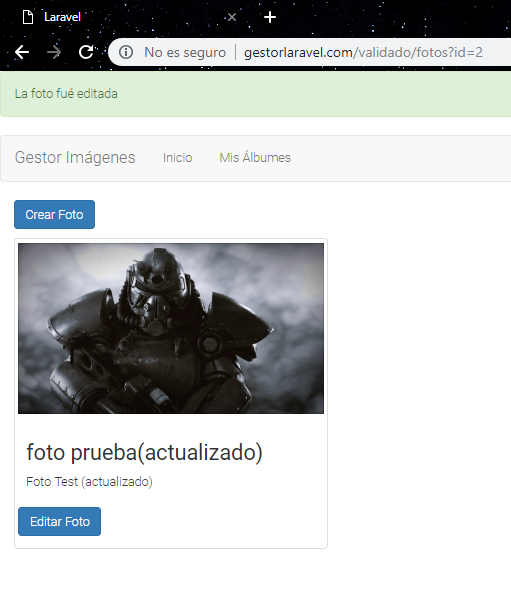 Laravel
No es seguro | gestorlaravel.com/validado/fotos?id=2
La foto fué editada
Gestor Imágenes Inicio Mis Álbumes
Crear Foto
foto prueba(actualizado)
Foto Test (actualizado)
Editar Foto